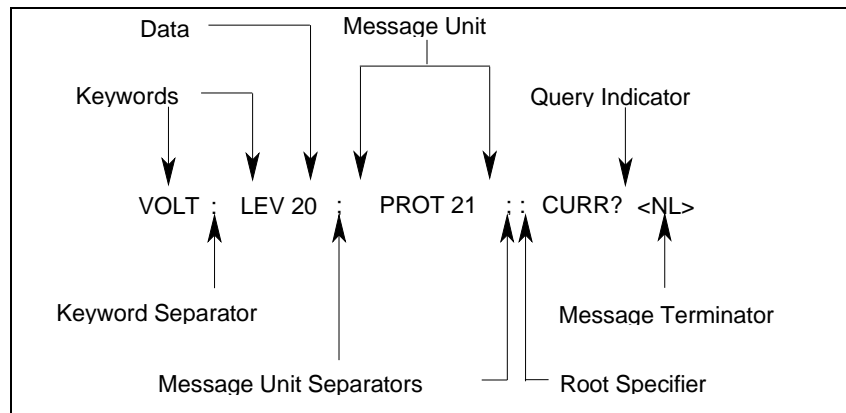 Data
Message Unit
Keywords
Query Indicator
VOLT : LEV 20 ; PROT 21 ; : CURR? <NL>
Keyword Separator
Message Terminator
Message Unit Separators
Root Specifier